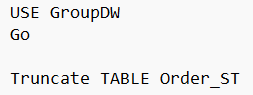 USE GroupDW
Go
Truncate TABLE Order_ST